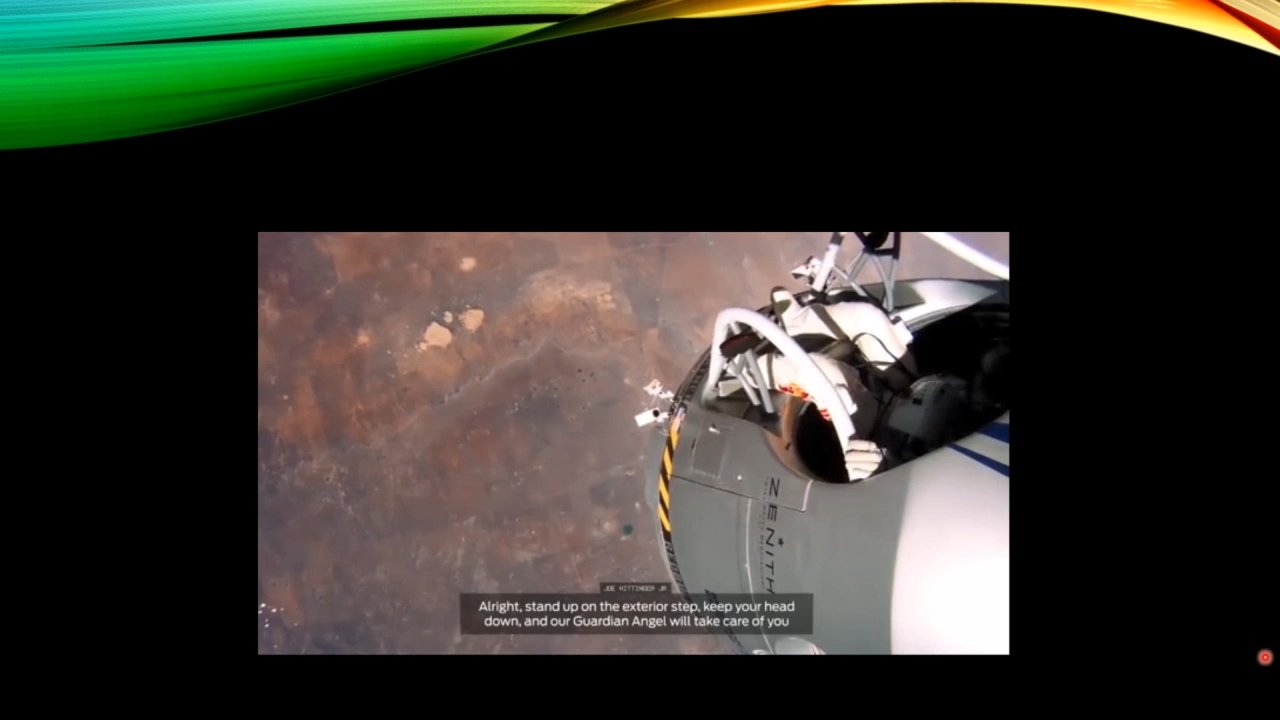 ZENITH
JOE KITTINGER JR
Alright, stand up on the exterior step, keep your head
down, and our Guardian Angel will take care of you